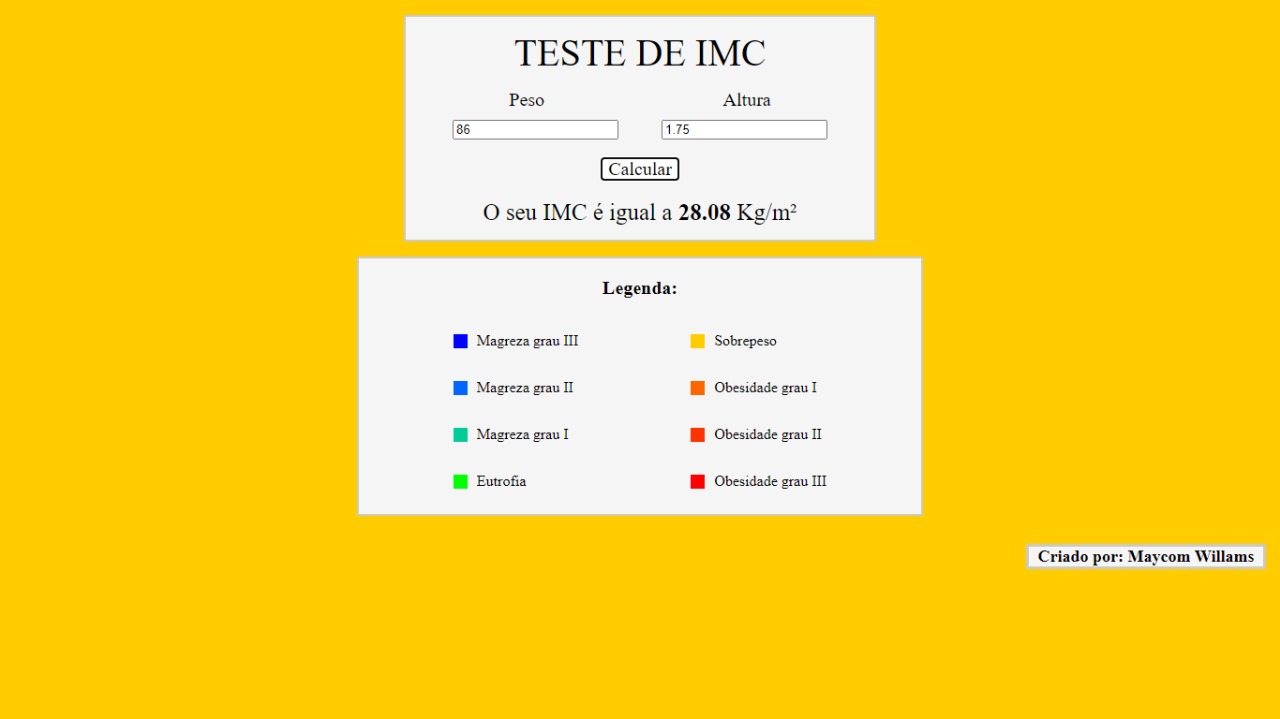 TESTE DE IMC
Peso Altura
86 1.75
Calcular
O seu IMC é igual a 28.08 Kg/m²
Legenda:
Magreza grau III Sobrepeso
Magreza grau II Obesidade grau I
Magreza grau I Obesidade grau II
Eutrofia Obesidade grau III
Criado por: Maycom Willams